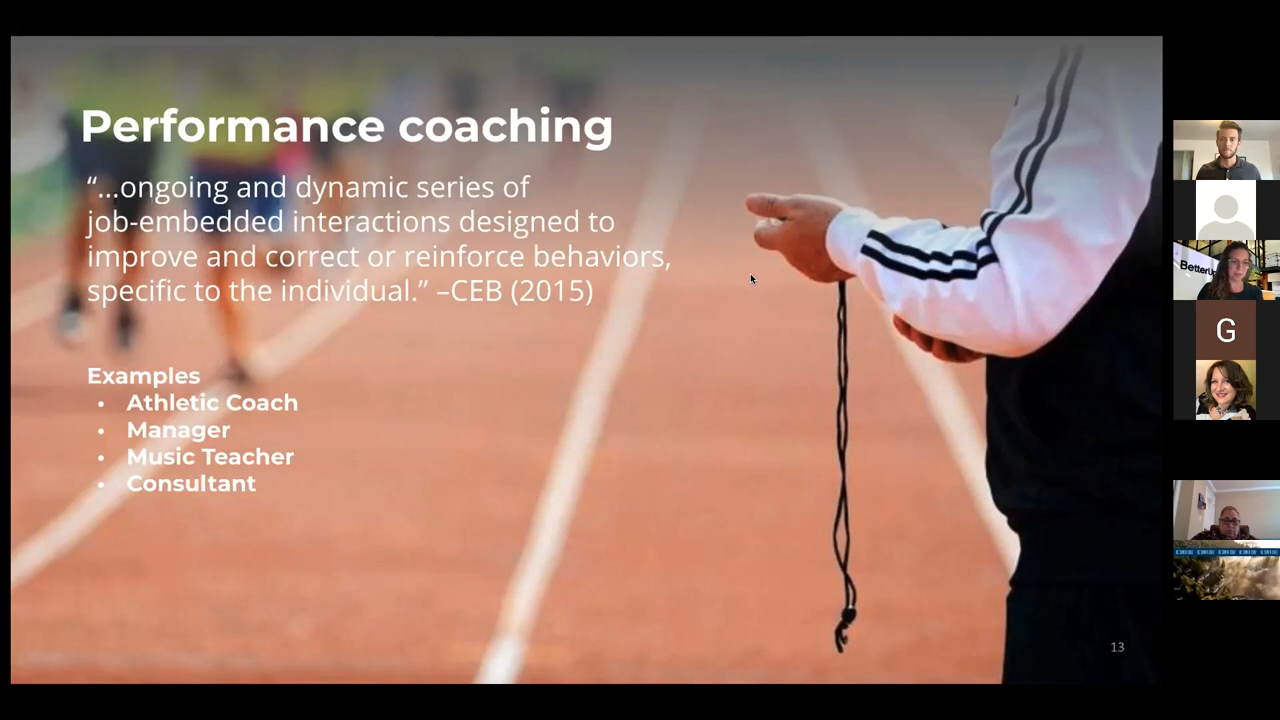 Performance coaching
“...ongoing and dynamic series of
job-embedded interactions designed to
improve and correct or reinforce behaviors,
specific to the individual.” –CEB (2015)
Examples
• Athletic Coach
• Manager
• Music Teacher
• Consultant
13
G